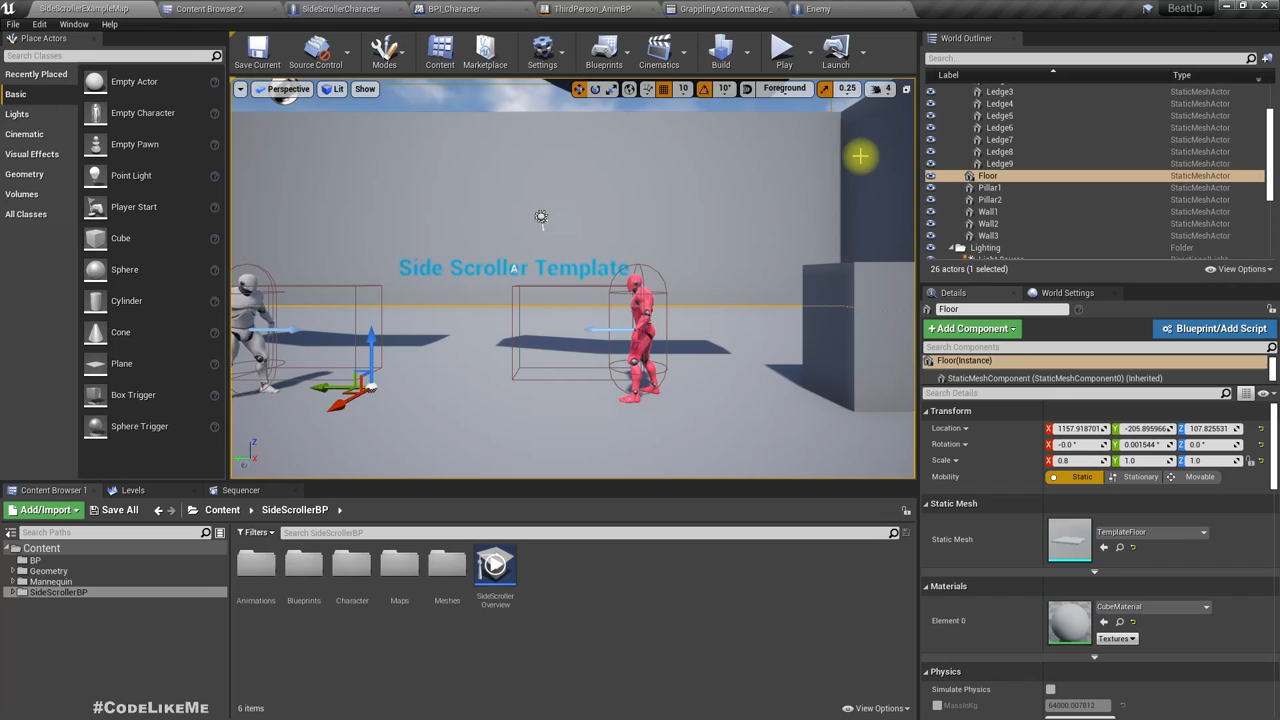 SideScrollerExampleMap
Content Browser 2
SideScrollerCharacter
BPI_Character
ThirdPerson_AnimBP
GrapplingActionAttacker_
Enemy
BeatUp
File Edit Window Help
Place Actors
Search Classes
Recently Placed
Basic
Lights
Cinematic
Visual Effects
Geometry
Volumes
All Classes
Empty Actor
Empty Character
Empty Pawn
Point Light
Player Start
Cube
Sphere
Cylinder
Cone
Plane
Box Trigger
Sphere Trigger
Save Current
Source Control
Modes
Content
Marketplace
Settings
Blueprints
Cinematics
Build
Play
Launch
Perspective
Lit
Show
10
10°
Foreground
0.25
4
Side Scroller Template
A
Z
X
World Outliner
Search...
Label Type
Ledge3 StaticMeshActor
Ledge4 StaticMeshActor
Ledge5 StaticMeshActor
Ledge6 StaticMeshActor
Ledge7 StaticMeshActor
Ledge8 StaticMeshActor
Ledge9 StaticMeshActor
Floor StaticMeshActor
Pillar1 StaticMeshActor
Pillar2 StaticMeshActor
Wall1 StaticMeshActor
Wall2 StaticMeshActor
Wall3 StaticMeshActor
Lighting Folder
26 actors (1 selected)
View Options
Details
World Settings
Floor
+Add Component
Blueprint/Add Script
Search Components
Floor(Instance)
StaticMeshComponent (StaticMeshComponent0) (Inherited)
Search Details
Transform
Location X 1157.918701 Y -205.895966 Z 107.825531
Rotation X -0.0 ° Y 0.001544 ° Z 0.0 °
Scale X 0.8 Y 1.0 Z 1.0
Mobility Static Stationary Movable
Static Mesh
Static Mesh TemplateFloor
Materials
Element 0 CubeMaterial
Textures
Physics
Simulate Physics
MassInKg 64000.007812
Content Browser 1
Levels
Sequencer
Add/Import
Save All
Content
SideScrollerBP
Search Paths
Filters
Search SideScrollerBP
Content
BP
Geometry
Mannequin
SideScrollerBP
Animations
Blueprints
Character
Maps
Meshes
SideScroller
Overview
6 items
View Options
#CodeLikeMe